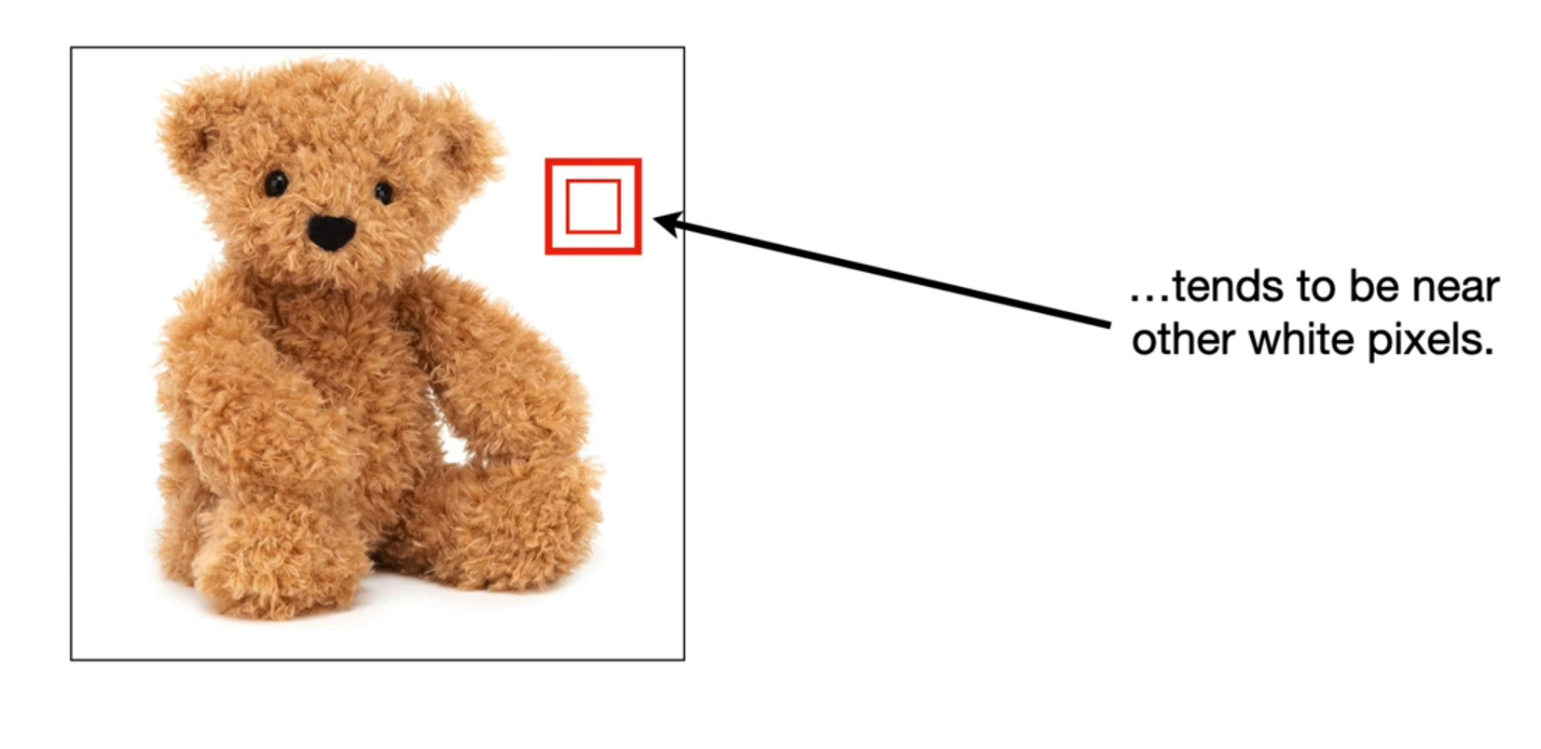 …tends to be near
other white pixels.